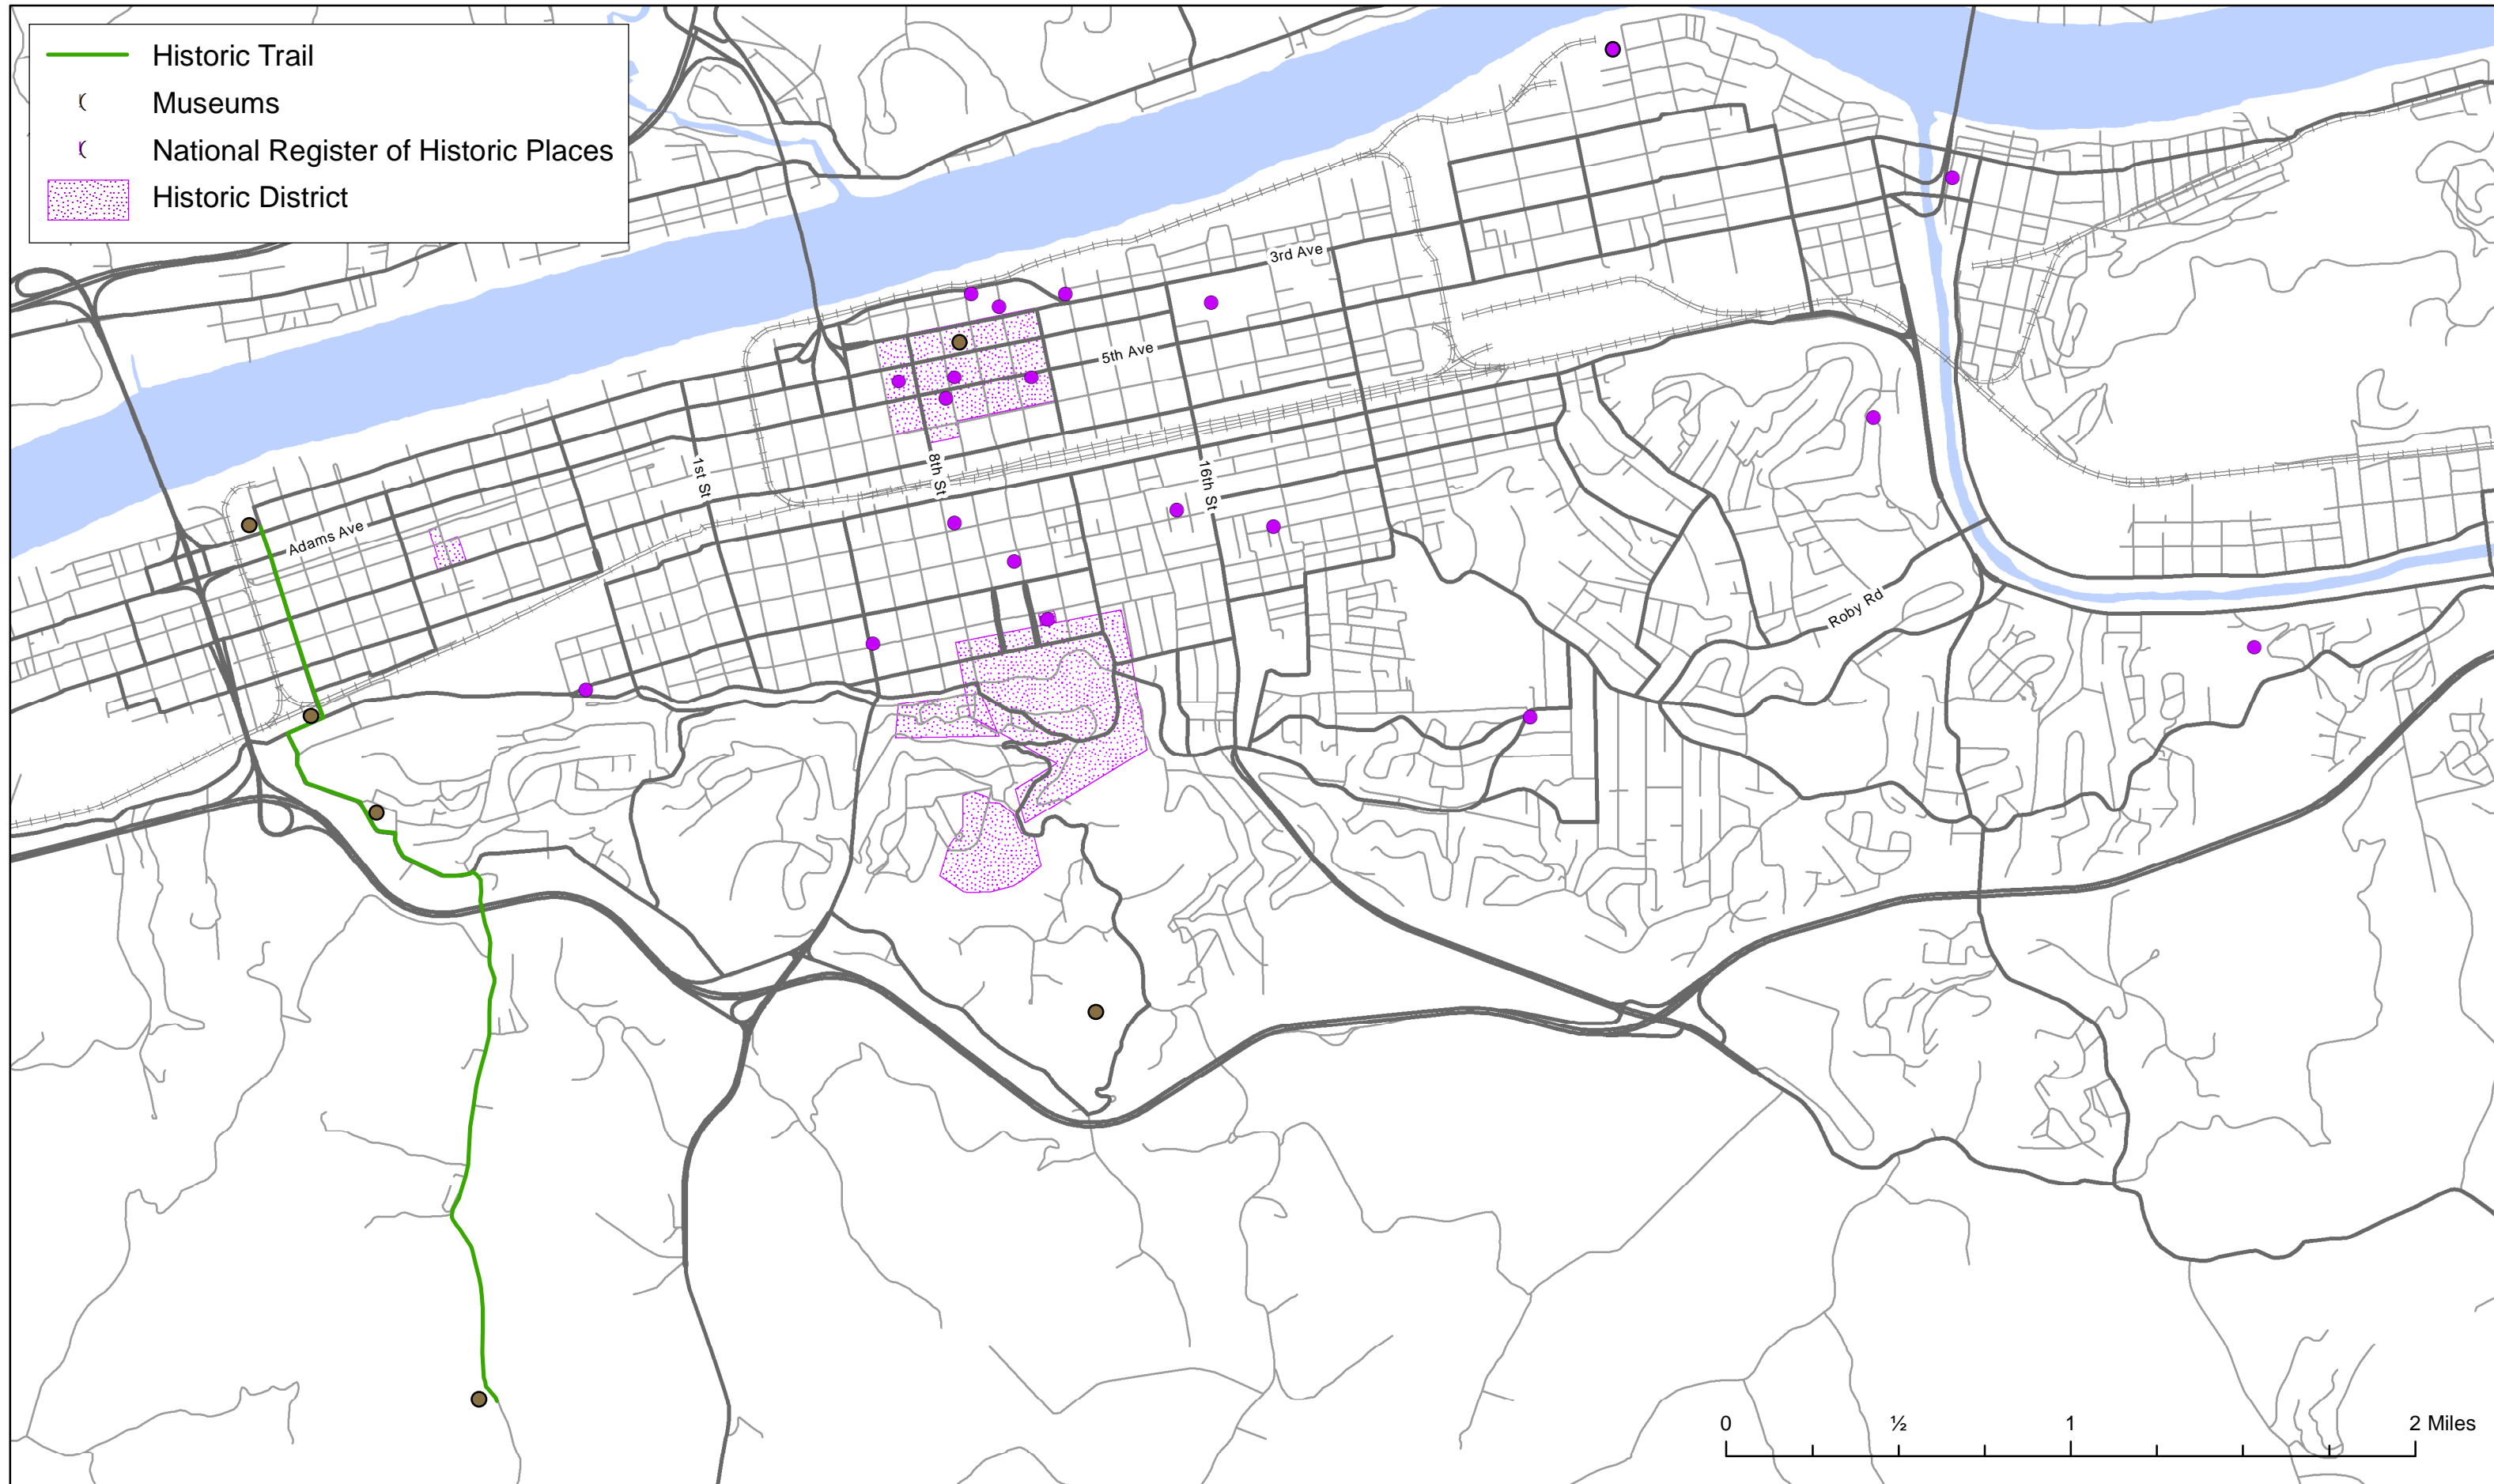 Historic Trail
Museums
National Register of Historic Places
Historic District
3rd Ave
5th Ave
1st St
8th St
16th St
Adams Ave
Roby Rd
0 ½ 1 2 Miles